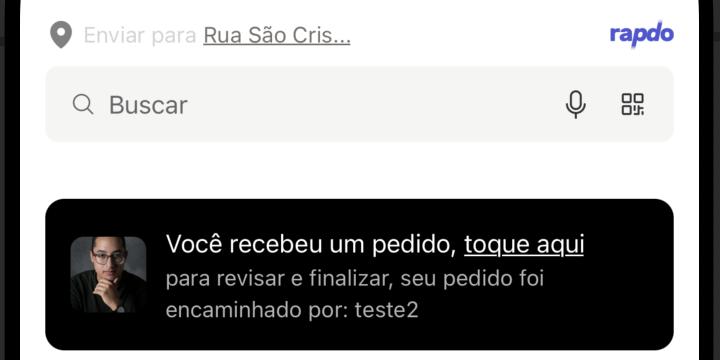 Enviar para Rua São Cris...
rapdo
Buscar
Você recebeu um pedido, toque aqui
para revisar e finalizar, seu pedido foi
encaminhado por: teste2